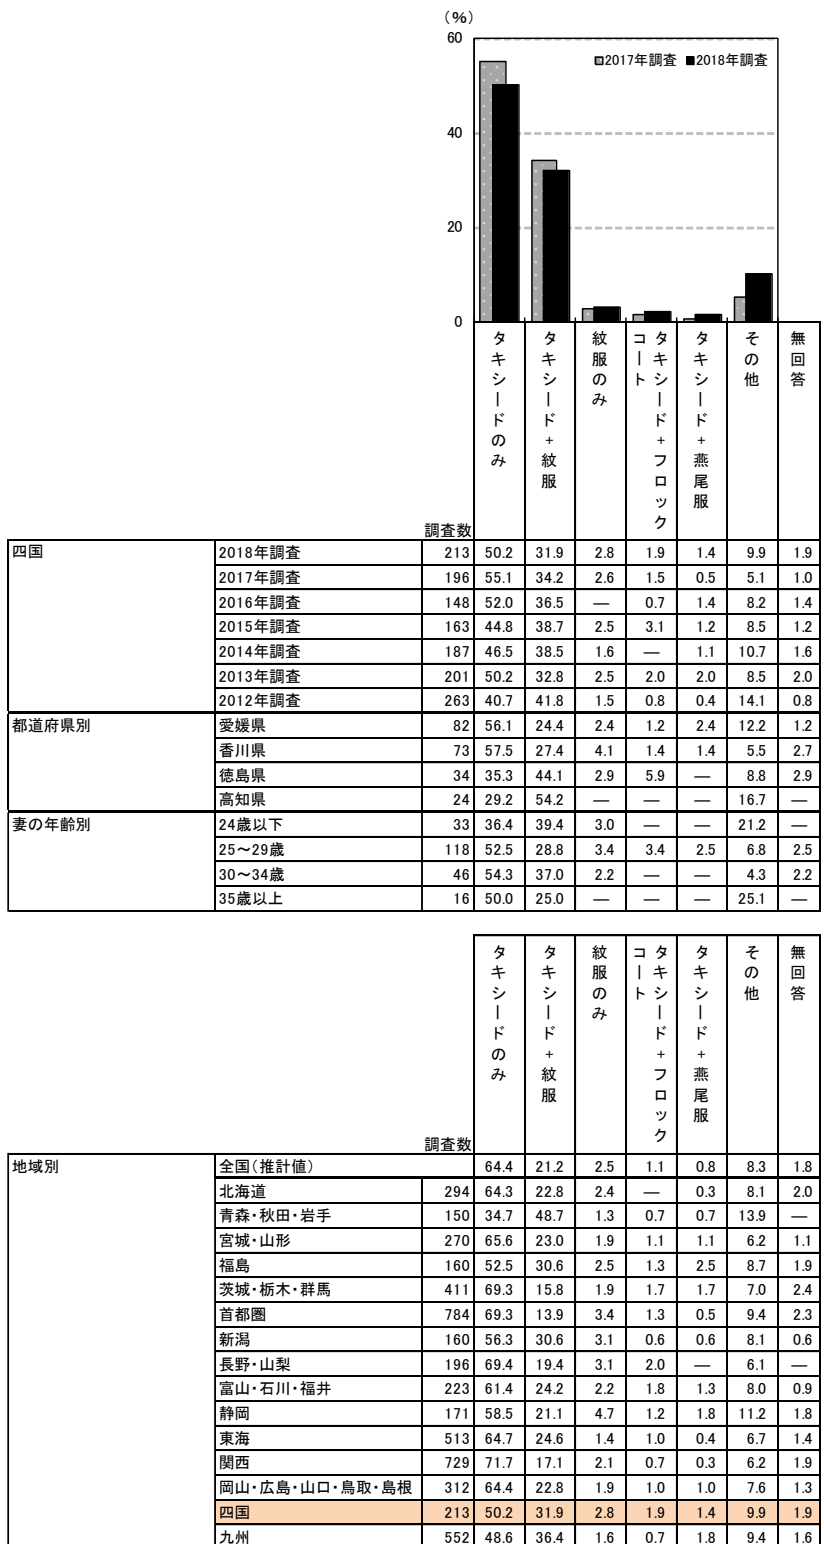 (%)
60
40
20
0
2017年調査 2018年調査
調査数 タキシードのみ タキシード+紋服 紋服のみ タキシード+フロックコート タキシード+燕尾服 その他 無回答
四国 2018年調査 213 50.2 31.9 2.8 1.9 1.4 9.9 1.9
2017年調査 196 55.1 34.2 2.6 1.5 0.5 5.1 1.0
2016年調査 148 52.0 36.5 — 0.7 1.4 8.2 1.4
2015年調査 163 44.8 38.7 2.5 3.1 1.2 8.5 1.2
2014年調査 187 46.5 38.5 1.6 — 1.1 10.7 1.6
2013年調査 201 50.2 32.8 2.5 2.0 2.0 8.5 2.0
2012年調査 263 40.7 41.8 1.5 0.8 0.4 14.1 0.8
都道府県別 愛媛県 82 56.1 24.4 2.4 1.2 2.4 12.2 1.2
香川県 73 57.5 27.4 4.1 1.4 1.4 5.5 2.7
徳島県 34 35.3 44.1 2.9 5.9 — 8.8 2.9
高知県 24 29.2 54.2 — — — 16.7 —
妻の年齢別 24歳以下 33 36.4 39.4 3.0 — — 21.2 —
25～29歳 118 52.5 28.8 3.4 3.4 2.5 6.8 2.5
30～34歳 46 54.3 37.0 2.2 — — 4.3 2.2
35歳以上 16 50.0 25.0 — — — 25.1 —
調査数 タキシードのみ タキシード+紋服 紋服のみ タキシード+フロックコート タキシード+燕尾服 その他 無回答
地域別 全国(推計値) 64.4 21.2 2.5 1.1 0.8 8.3 1.8
北海道 294 64.3 22.8 2.4 — 0.3 8.1 2.0
青森・秋田・岩手 150 34.7 48.7 1.3 0.7 0.7 13.9 —
宮城・山形 270 65.6 23.0 1.9 1.1 1.1 6.2 1.1
福島 160 52.5 30.6 2.5 1.3 2.5 8.7 1.9
茨城・栃木・群馬 411 69.3 15.8 1.9 1.7 1.7 7.0 2.4
首都圏 784 69.3 13.9 3.4 1.3 0.5 9.4 2.3
新潟 160 56.3 30.6 3.1 0.6 0.6 8.1 0.6
長野・山梨 196 69.4 19.4 3.1 2.0 — 6.1 —
富山・石川・福井 223 61.4 24.2 2.2 1.8 1.3 8.0 0.9
静岡 171 58.5 21.1 4.7 1.2 1.8 11.2 1.8
東海 513 64.7 24.6 1.4 1.0 0.4 6.7 1.4
関西 729 71.7 17.1 2.1 0.7 0.3 6.2 1.9
岡山・広島・山口・鳥取・島根 312 64.4 22.8 1.9 1.0 1.0 7.6 1.3
四国 213 50.2 31.9 2.8 1.9 1.4 9.9 1.9
九州 552 48.6 36.4 1.6 0.7 1.8 9.4 1.6